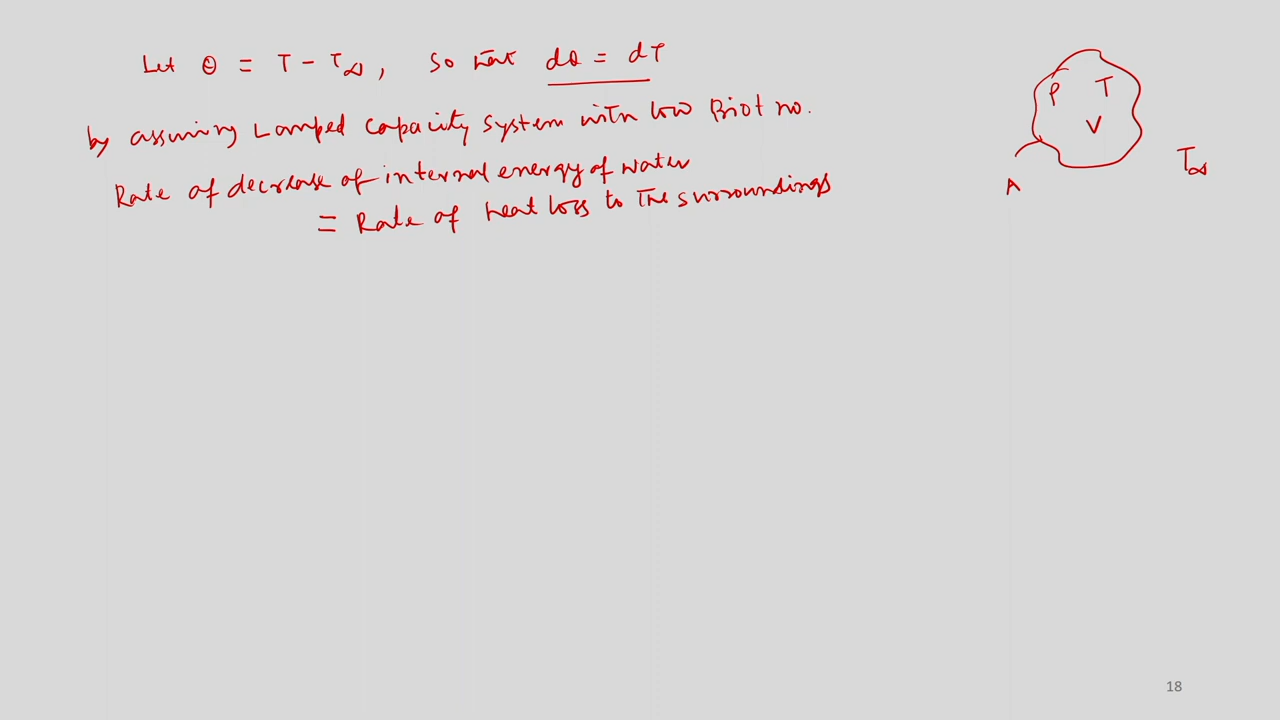 Let θ = T - T∞, so that dθ = dT
by assuming Lumped capacity system with low Biot no.
Rate of decrease of internal energy of water
= Rate of heat loss to the surroundings
ρ T
V
T∞
A
18